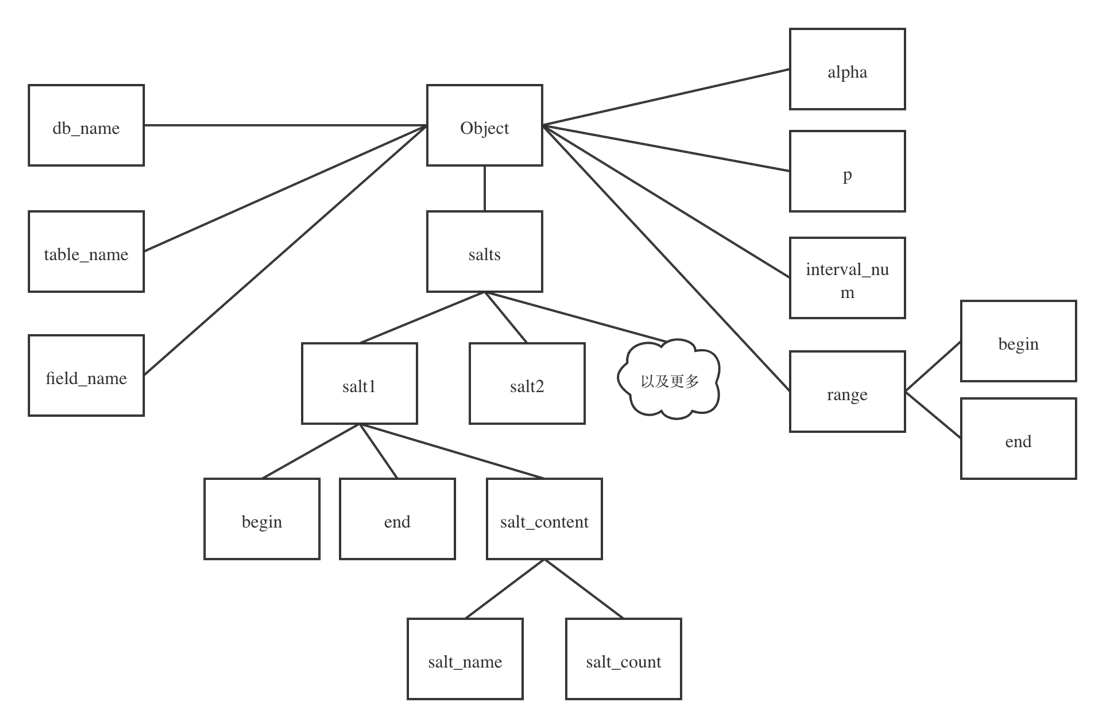 alpha
db_name
Object
p
table_name
salts
interval_nu
m
begin
field_name
salt1
salt2
以及更多
range
end
begin
end
salt_content
salt_name
salt_count